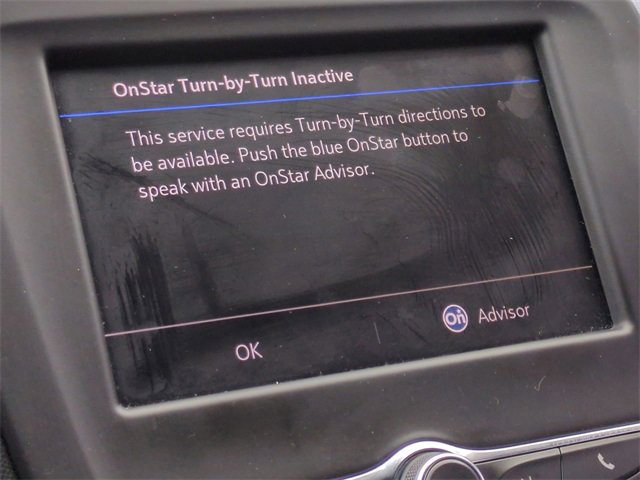 OnStar Turn-by-Turn Inactive
This service requires Turn-by-Turn directions to
be available. Push the blue OnStar button to
speak with an OnStar Advisor.
OK
On Advisor